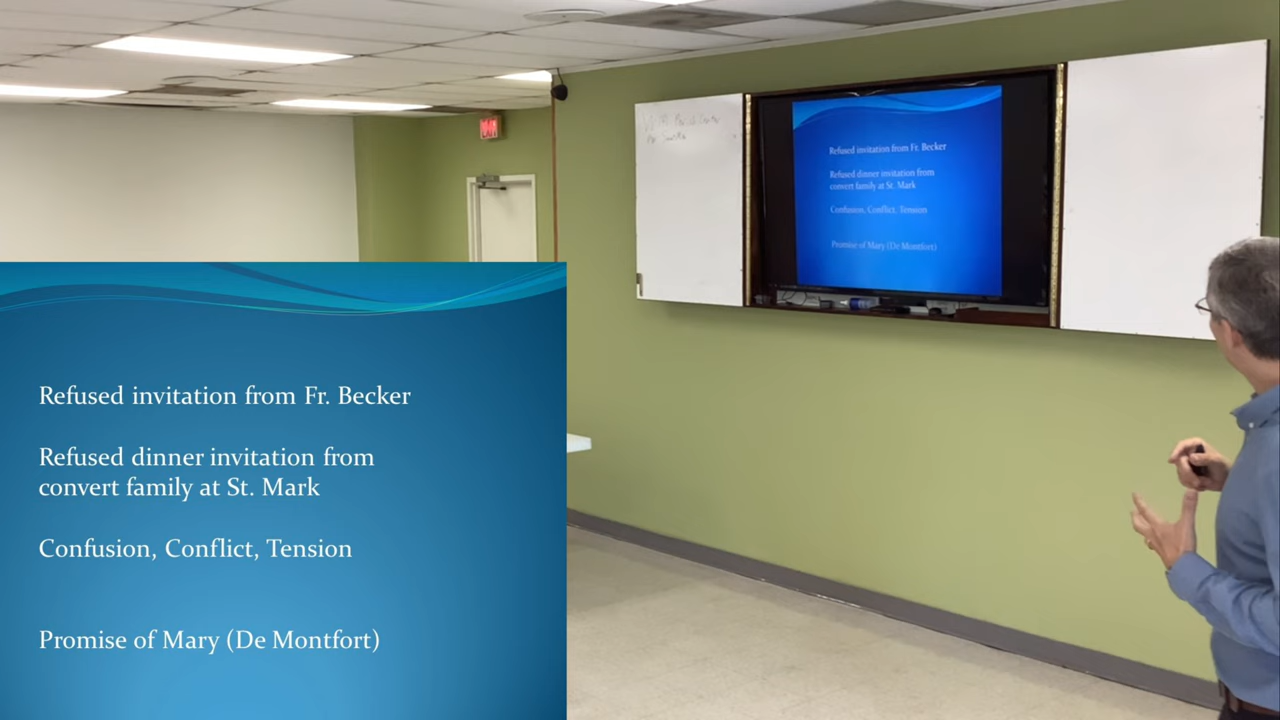 Refused invitation from Fr. Becker
Refused dinner invitation from
convert family at St. Mark
Confusion, Conflict, Tension
Promise of Mary (De Montfort)
EXIT
Refused invitation from Fr. Becker
Refused dinner invitation from
convert family at St. Mark
Confusion, Conflict, Tension
Promise of Mary (De Montfort)